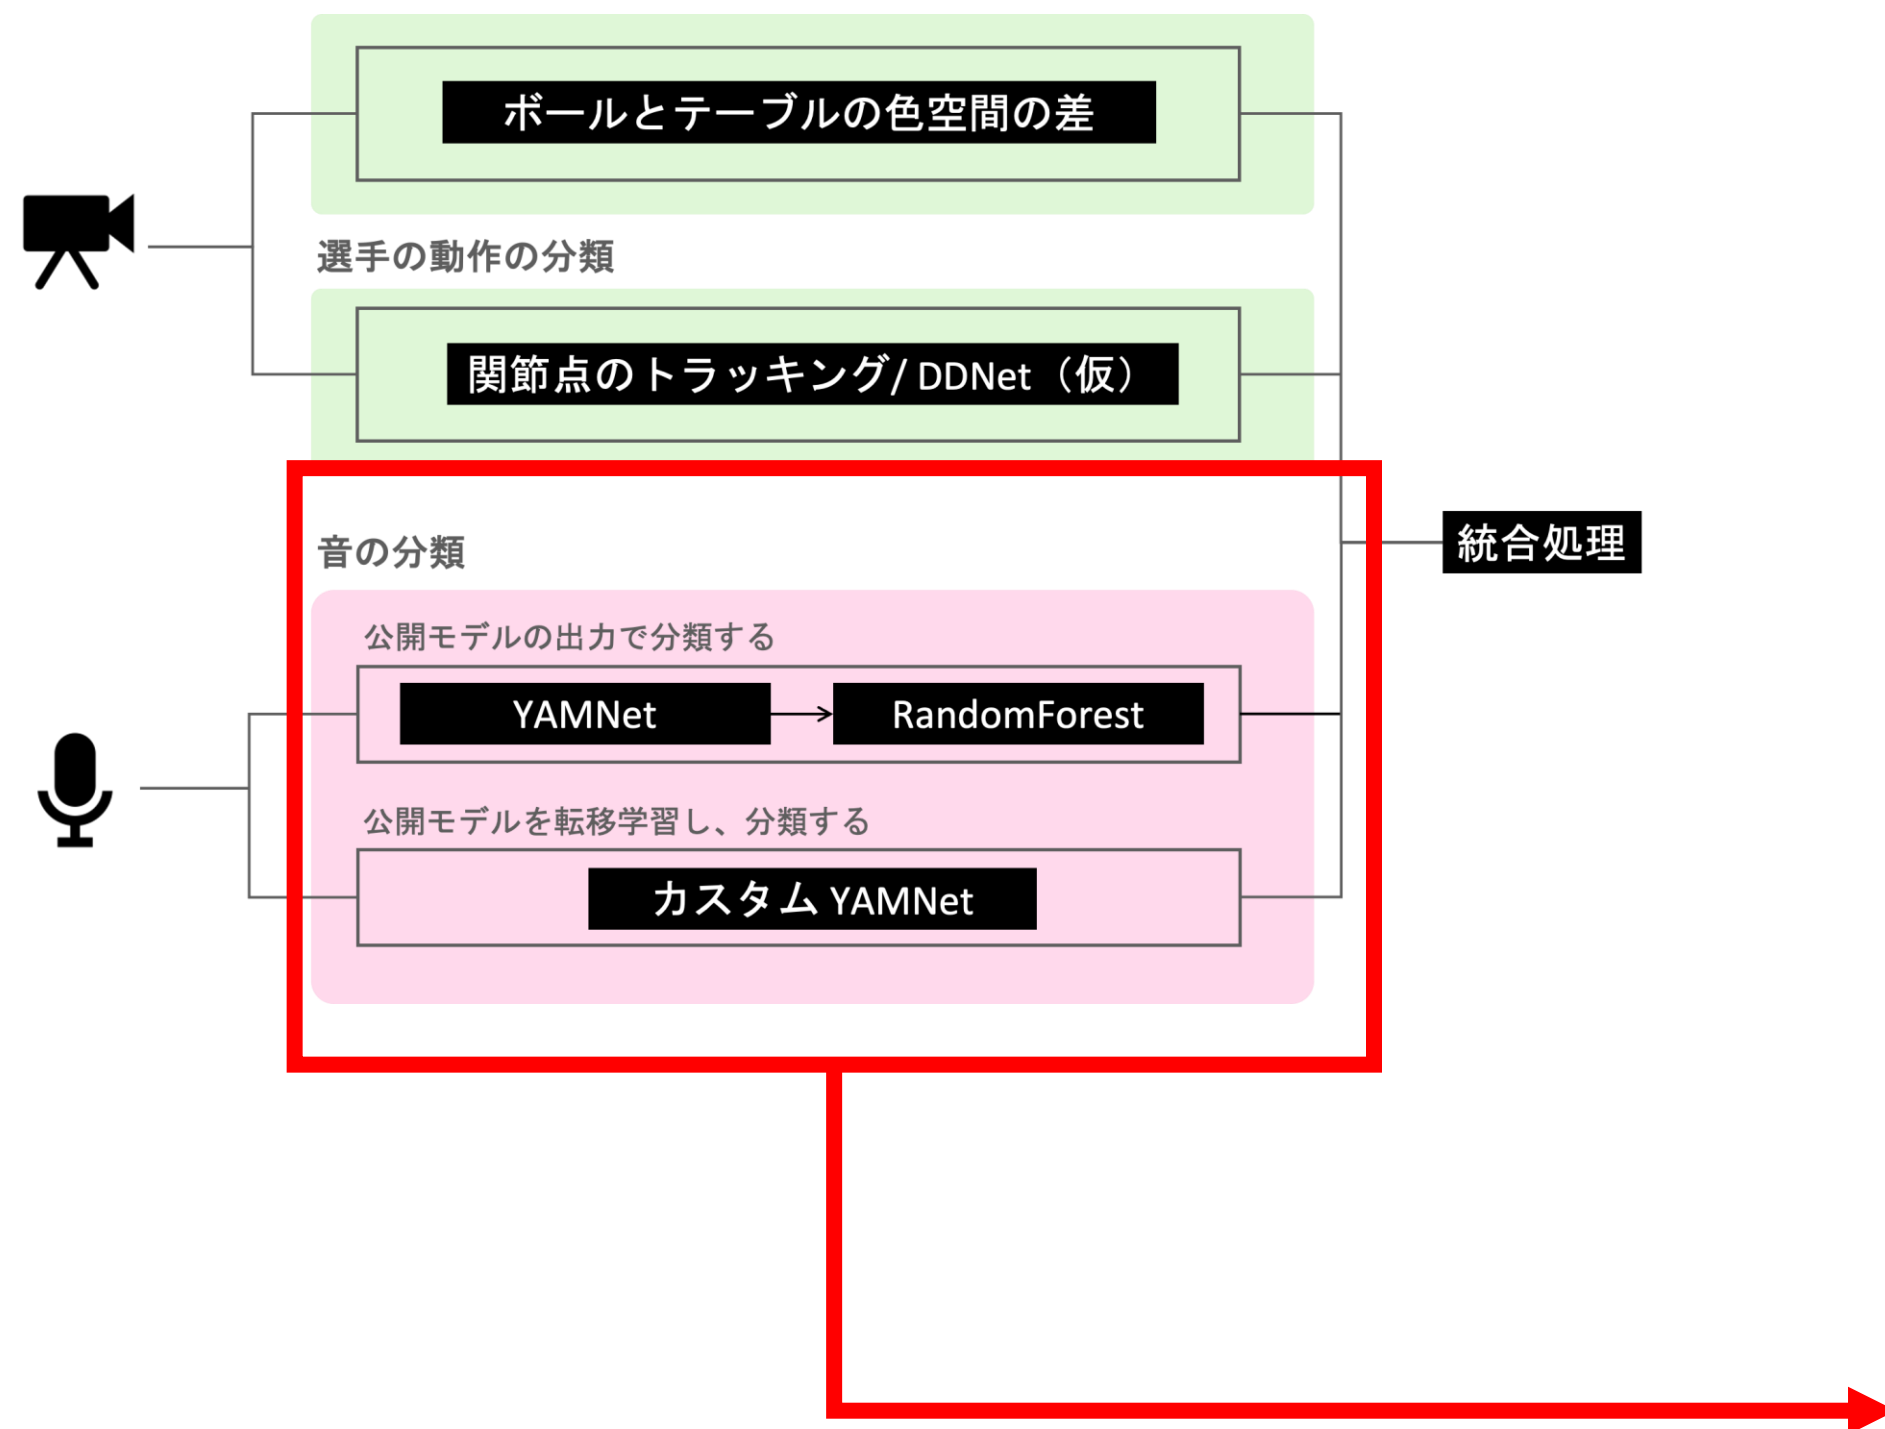 ボールとテーブルの色空間の差
選手の動作の分類
関節点のトラッキング/ DDNet（仮）
音の分類
統合処理
公開モデルの出力で分類する
YAMNet
RandomForest
公開モデルを転移学習し、分類する
カスタム YAMNet